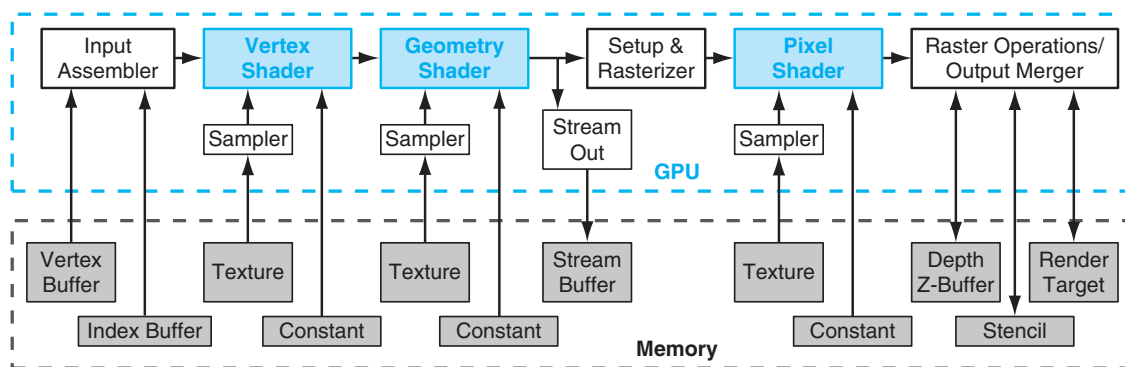 Input
Assembler
Vertex
Shader
Geometry
Shader
Setup &
Rasterizer
Pixel
Shader
Raster Operations/
Output Merger
Sampler
Sampler
Stream
Out
Sampler
GPU
Vertex
Buffer
Texture
Texture
Stream
Buffer
Texture
Depth
Z-Buffer
Render
Target
Index Buffer
Constant
Constant
Constant
Stencil
Memory